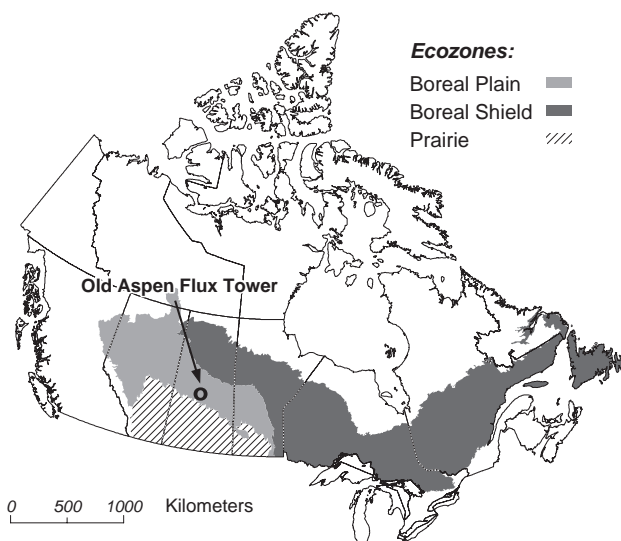 Ecozones:
Boreal Plain
Boreal Shield
Prairie
Old Aspen Flux Tower
0 500 1000 Kilometers